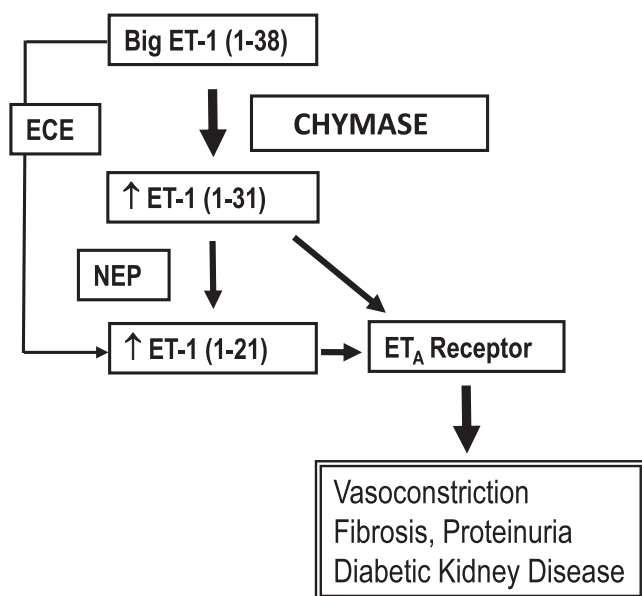 Big ET-1 (1-38)
ECE
CHYMASE
↑ ET-1 (1-31)
NEP
↑ ET-1 (1-21)
ETA Receptor
Vasoconstriction
Fibrosis, Proteinuria
Diabetic Kidney Disease